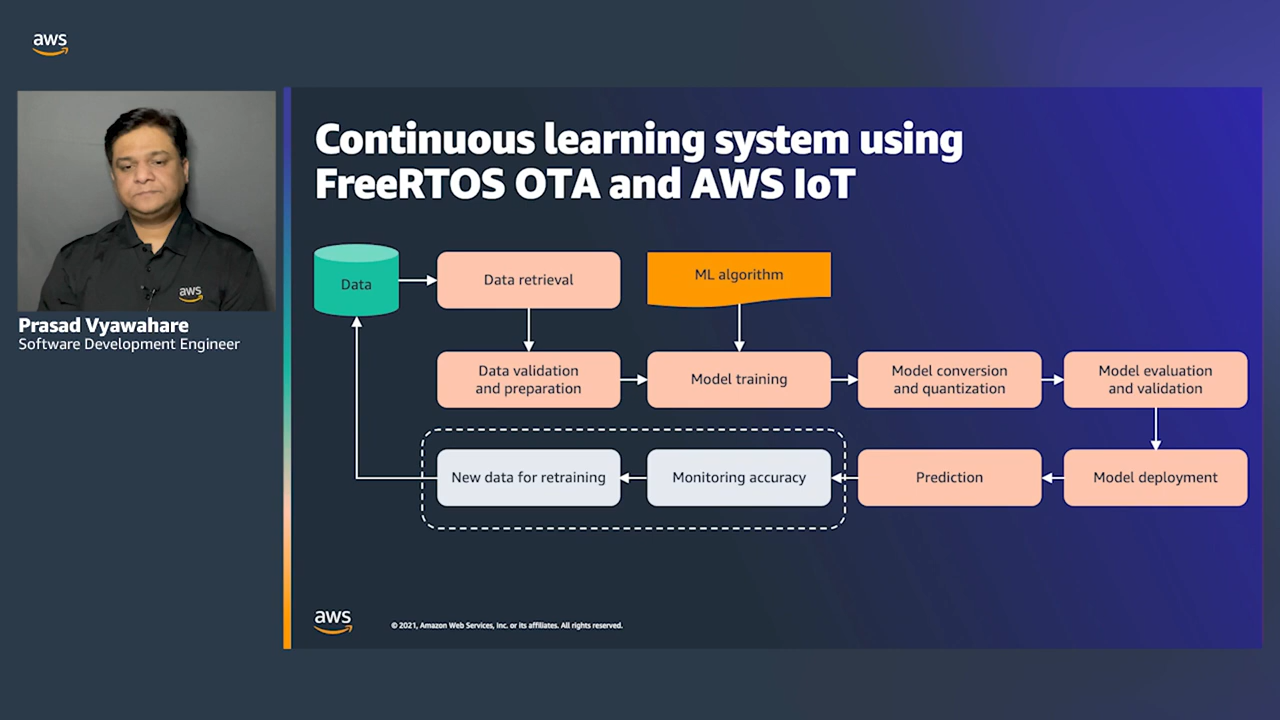 aws
Continuous learning system using
FreeRTOS OTA and AWS IoT
aws
Prasad Vyawahare
Software Development Engineer
Data
Data retrieval
ML algorithm
Data validation
and preparation
Model training
Model conversion
and quantization
Model evaluation
and validation
New data for retraining
Monitoring accuracy
Prediction
Model deployment
aws
© 2021, Amazon Web Services, Inc. or its affiliates. All rights reserved.